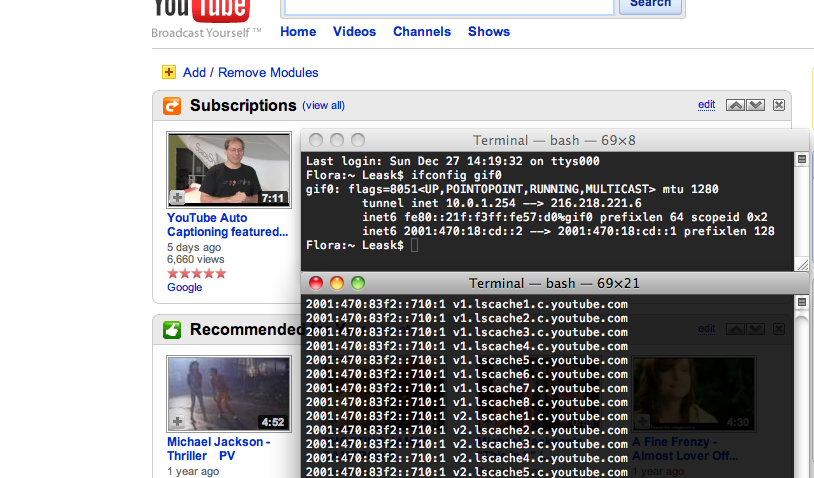 YouTube
Search
Broadcast Yourself ™
Home Videos Channels Shows
Add / Remove Modules
Subscriptions (view all)
edit
7:11
YouTube Auto
Captioning featured...
5 days ago
6,660 views
Google
Terminal — bash — 69×8
Last login: Sun Dec 27 14:19:32 on ttys000
Flora:~ Leask$ ifconfig gif0
gif0: flags=8051<UP,POINTOPOINT,RUNNING,MULTICAST> mtu 1280
tunnel inet 10.0.1.254 --> 216.218.221.6
inet6 fe80::21f:f3ff:fe57:d0%gif0 prefixlen 64 scopeid 0x2
inet6 2001:470:18:cd::2 --> 2001:470:18:cd::1 prefixlen 128
Flora:~ Leask$
Terminal — bash — 69×21
2001:470:83f2::710:1 v1.lscache1.c.youtube.com
2001:470:83f2::710:1 v1.lscache2.c.youtube.com
2001:470:83f2::710:1 v1.lscache3.c.youtube.com
2001:470:83f2::710:1 v1.lscache4.c.youtube.com
2001:470:83f2::710:1 v1.lscache5.c.youtube.com
2001:470:83f2::710:1 v1.lscache6.c.youtube.com
2001:470:83f2::710:1 v1.lscache7.c.youtube.com
2001:470:83f2::710:1 v1.lscache8.c.youtube.com
2001:470:83f2::710:1 v2.lscache1.c.youtube.com
2001:470:83f2::710:1 v2.lscache2.c.youtube.com
2001:470:83f2::710:1 v2.lscache3.c.youtube.com
2001:470:83f2::710:1 v2.lscache4.c.youtube.com
2001:470:83f2::710:1 v2.lscache5.c.youtube.com
Recommended
edit
4:52
Michael Jackson -
Thriller PV
1 year ago
4:30
A Fine Frenzy -
Almost Lover Off...
1 year ago